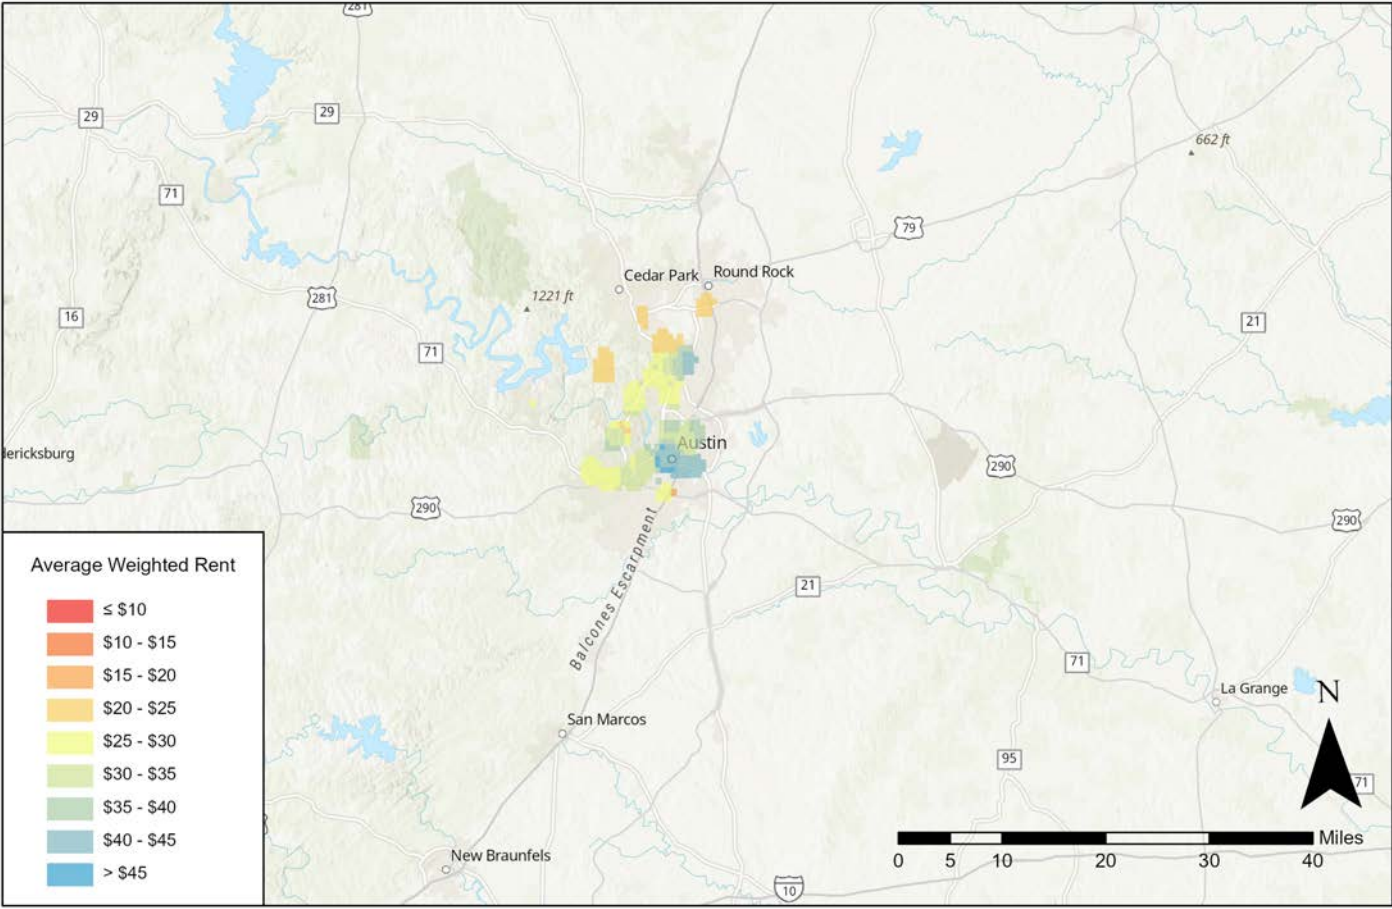 281
29
29
662 ft
71
79
Cedar Park
Round Rock
1221 ft
281
16
21
71
Austin
dericksburg
290
290
290
Balcones Escarpment
Average Weighted Rent
≤ $10
$10 - $15
$15 - $20
$20 - $25
$25 - $30
$30 - $35
$35 - $40
$40 - $45
> $45
21
71
La Grange
N
San Marcos
95
71
Miles
0 5 10 20 30 40
New Braunfels
10